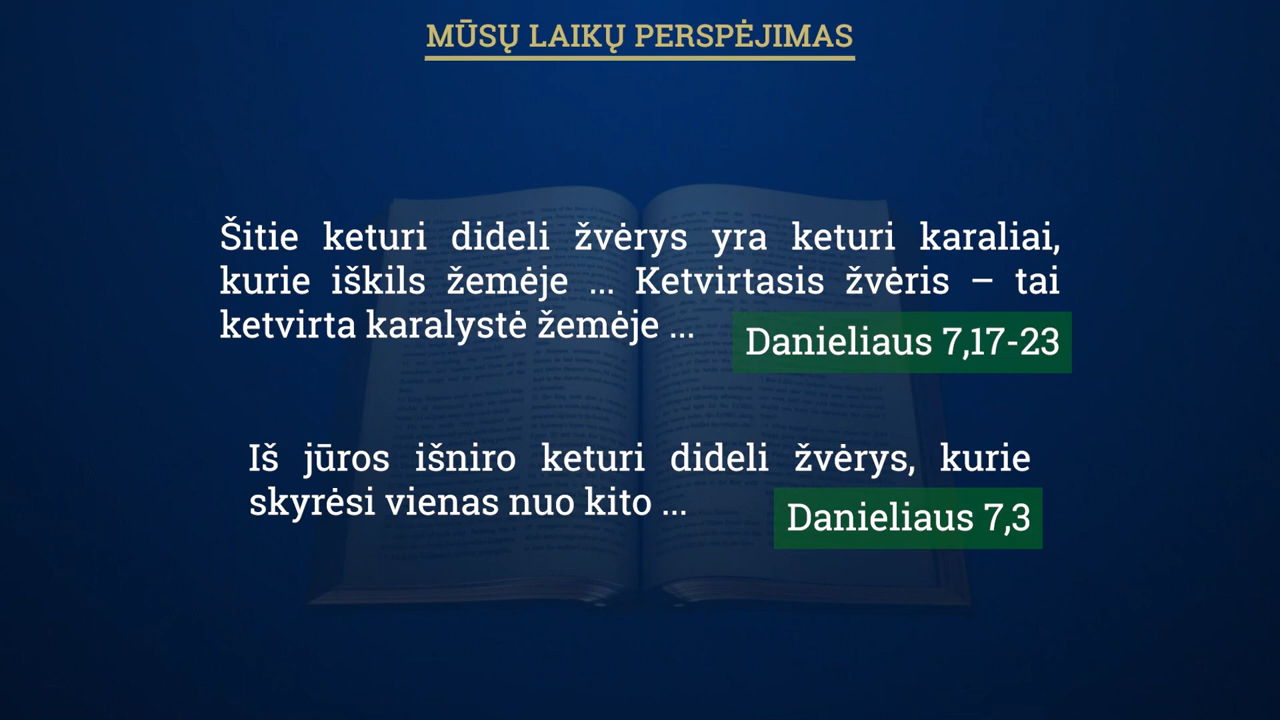 MŪSŲ LAIKŲ PERSPĖJIMAS
Šitie keturi dideli žvėrys yra keturi karaliai,
kurie iškils žemėje ... Ketvirtasis žvėris – tai
ketvirta karalystė žemėje ...
Danieliaus 7,17-23
Iš jūros išniro keturi dideli žvėrys, kurie
skyrėsi vienas nuo kito ...
Danieliaus 7,3